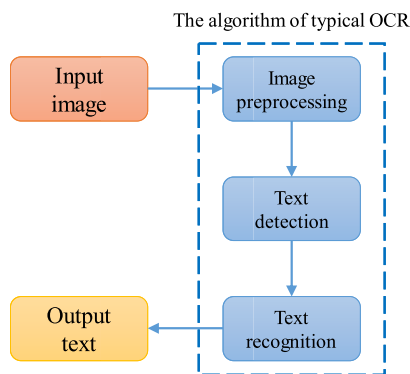 The algorithm of typical OCR
Input
image
Image
preprocessing
Text
detection
Output
text
Text
recognition